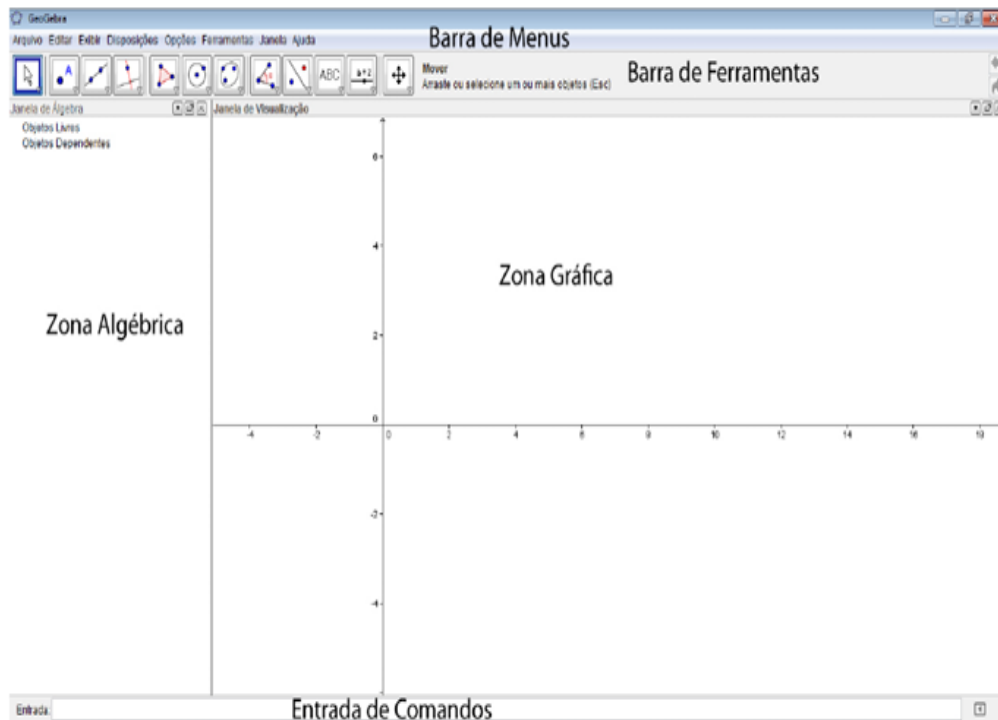 GeoGebra
Arquivo Editar Exibir Disposições Opções Ferramentas Janela Ajuda
Barra de Menus
ABC
a=2
Mover
Arraste ou selecione um ou mais objetos (Esc)
Barra de Ferramentas
Janela de Álgebra
Janela de Visualização
Objetos Livres
Objetos Dependentes
6
4
Zona Gráfica
Zona Algébrica
2
0
-4 -2 0 2 4 6 8 10 12 14 16 18
-2
-4
Entrada:
Entrada de Comandos